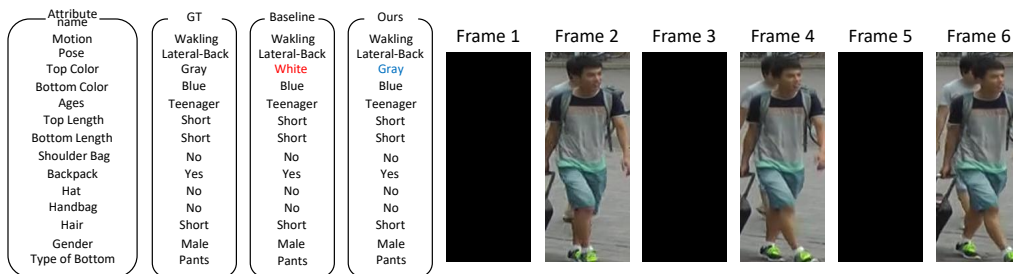 Attribute name GT Baseline Ours
Frame 1 Frame 2 Frame 3 Frame 4 Frame 5 Frame 6
Motion Wakling Wakling Wakling
Pose Lateral-Back Lateral-Back Lateral-Back
Top Color Gray White Gray
Bottom Color Blue Blue Blue
Ages Teenager Teenager Teenager
Top Length Short Short Short
Bottom Length Short Short Short
Shoulder Bag No No No
Backpack Yes Yes Yes
Hat No No No
Handbag No No No
Hair Short Short Short
Gender Male Male Male
Type of Bottom Pants Pants Pants